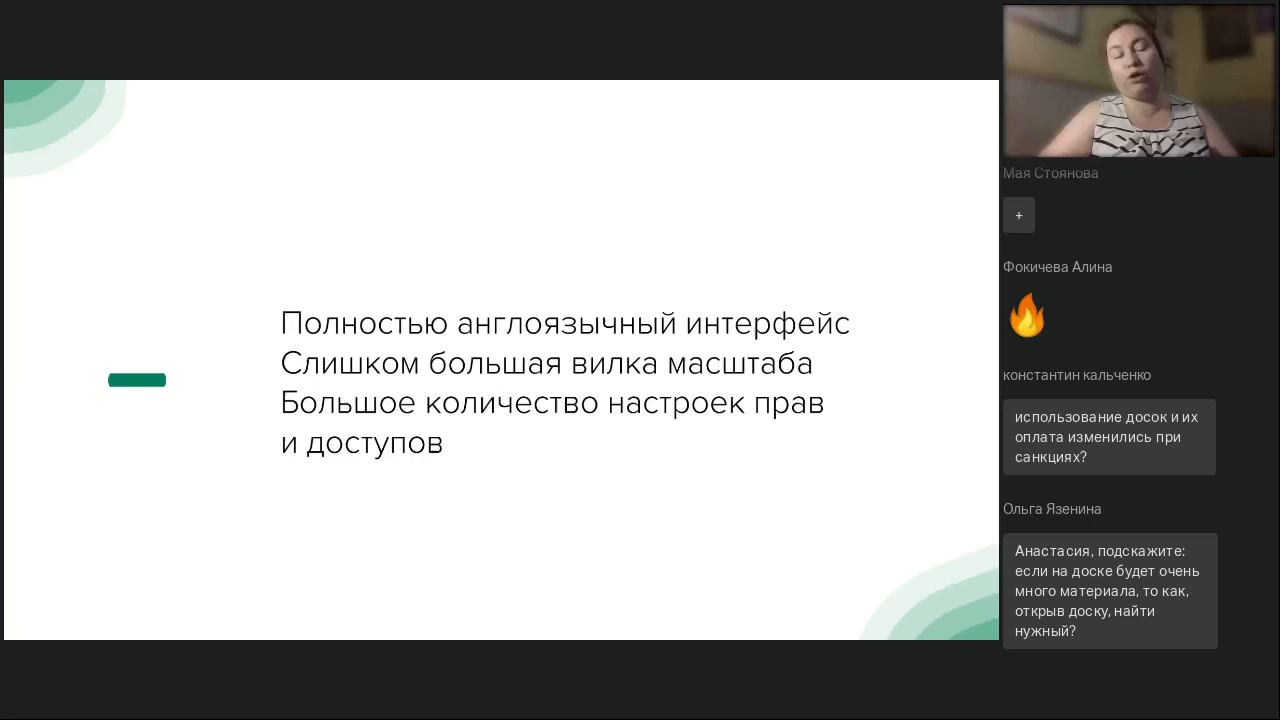 Полностью англоязычный интерфейс
Слишком большая вилка масштаба
Большое количество настроек прав
и доступов
Мая Стоянова
+
Фокичева Алина
константин кальченко
использование досок и их
оплата изменились при
санкциях?
Ольга Язенина
Анастасия, подскажите:
если на доске будет очень
много материала, то как,
открыв доску, найти
нужный?